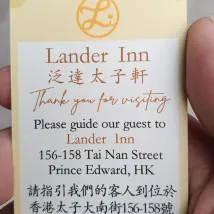 L.
Lander Inn
泛達太子軒
Thank you for visiting
Please guide our guest to
Lander Inn
156-158 Tai Nan Street
Prince Edward, HK
請指引我們的客人到位於
香港太子大南街156-158號